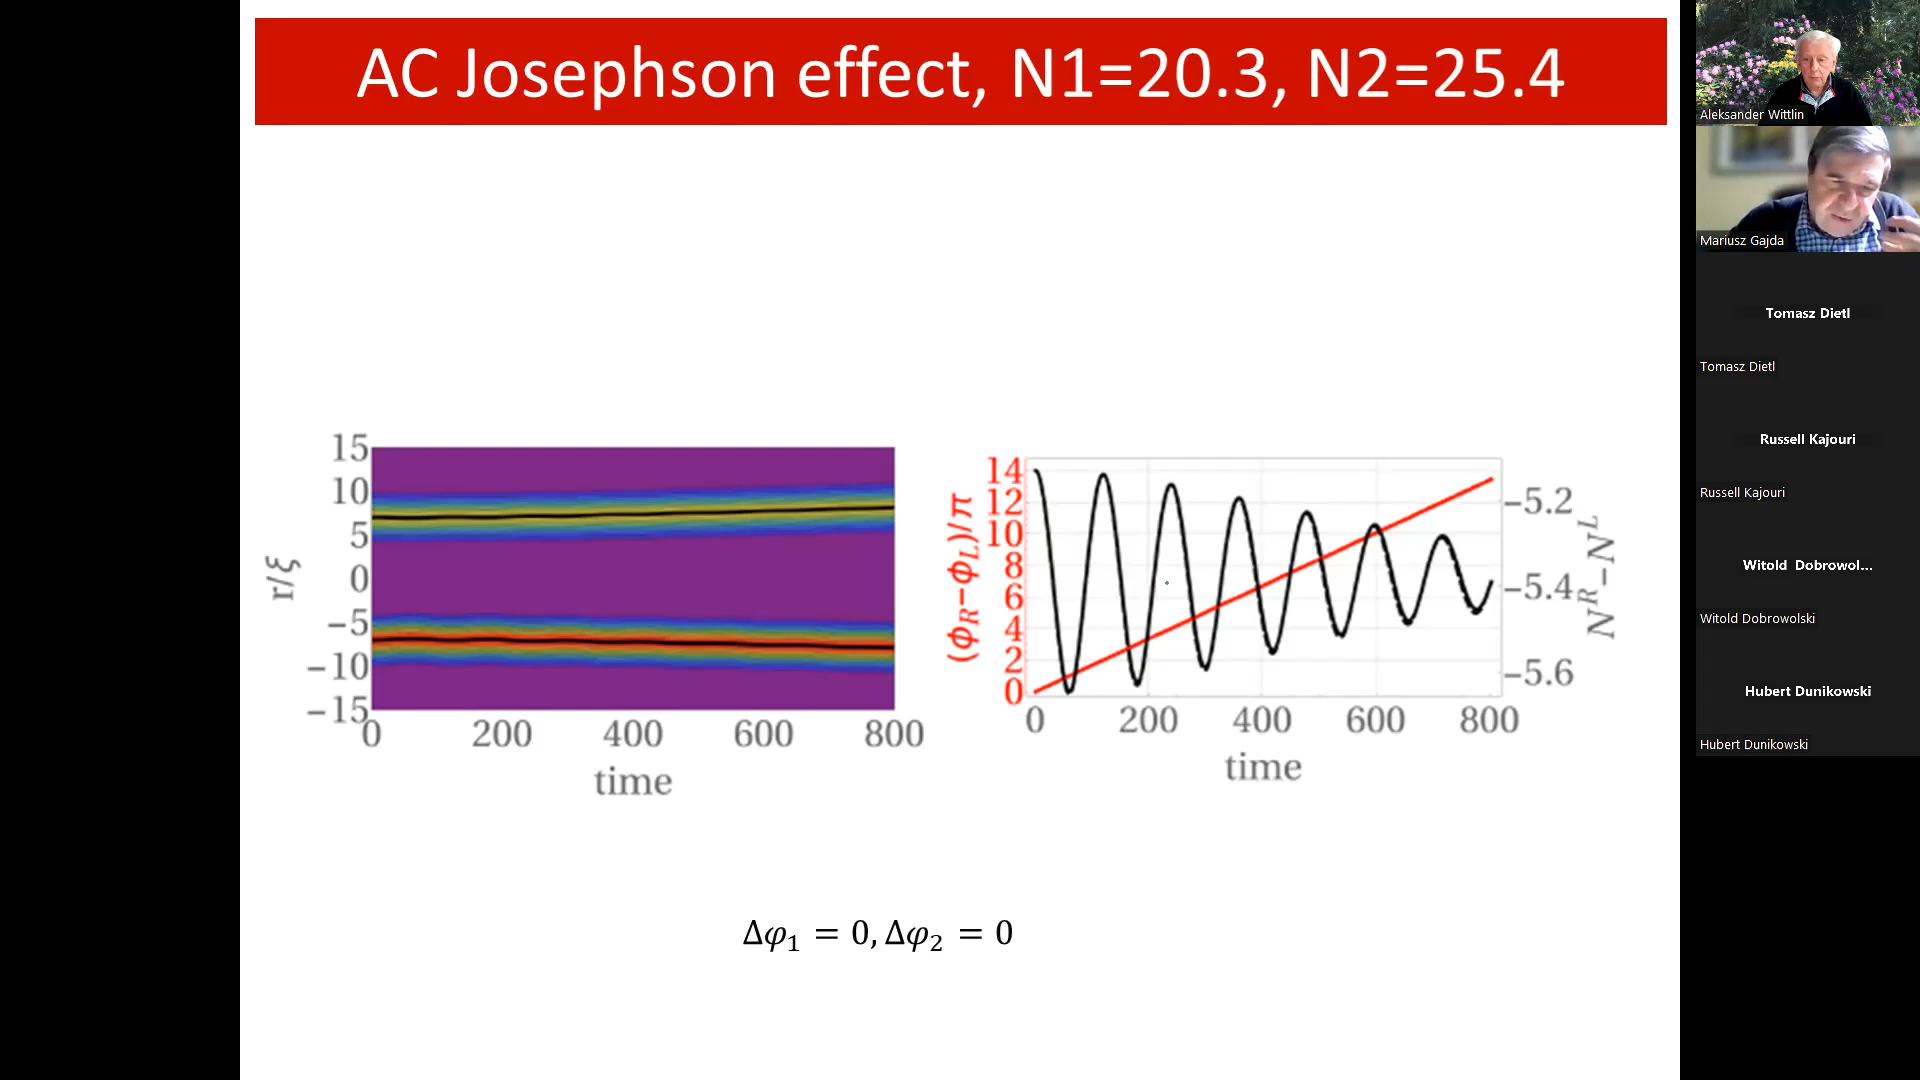 AC Josephson effect, N1=20.3, N2=25.4
15
10
5
0
−5
−10
−15
r/ξ
0 200 400 600 800
time
14
12
10
8
6
4
2
0
(ϕR−ϕL)/π
−5.2
−5.4
−5.6
N^R−N^L
0 200 400 600 800
time
Δφ₁ = 0, Δφ₂ = 0
Aleksander Wittlin
Mariusz Gajda
Tomasz Dietl
Tomasz Dietl
Russell Kajouri
Russell Kajouri
Witold Dobrowol...
Witold Dobrowolski
Hubert Dunikowski
Hubert Dunikowski